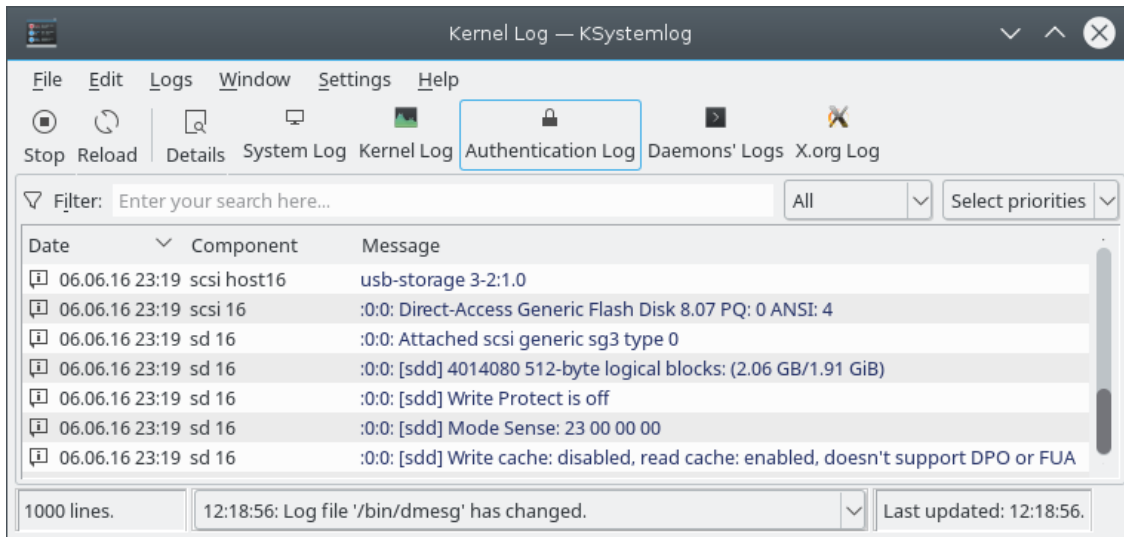 Kernel Log — KSystemlog
File Edit Logs Window Settings Help
Stop Reload Details System Log Kernel Log Authentication Log Daemons' Logs X.org Log
Filter: Enter your search here... All Select priorities
Date Component Message
06.06.16 23:19 scsi host16 usb-storage 3-2:1.0
06.06.16 23:19 scsi 16 :0:0: Direct-Access Generic Flash Disk 8.07 PQ: 0 ANSI: 4
06.06.16 23:19 sd 16 :0:0: Attached scsi generic sg3 type 0
06.06.16 23:19 sd 16 :0:0: [sdd] 4014080 512-byte logical blocks: (2.06 GB/1.91 GiB)
06.06.16 23:19 sd 16 :0:0: [sdd] Write Protect is off
06.06.16 23:19 sd 16 :0:0: [sdd] Mode Sense: 23 00 00 00
06.06.16 23:19 sd 16 :0:0: [sdd] Write cache: disabled, read cache: enabled, doesn't support DPO or FUA
1000 lines. 12:18:56: Log file '/bin/dmesg' has changed. Last updated: 12:18:56.